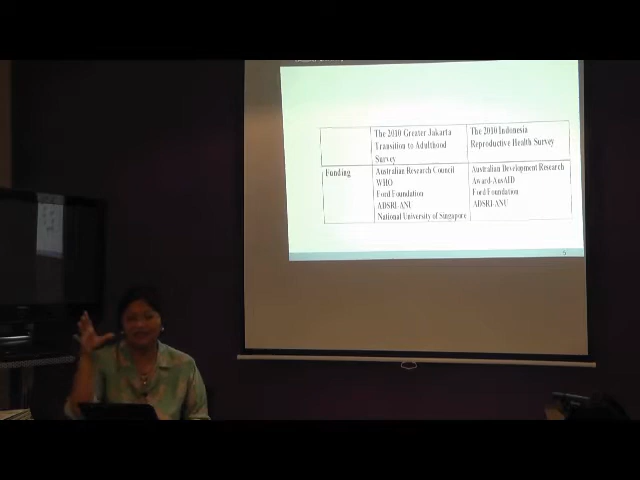 The 2010 Greater Jakarta
Transition to Adulthood
Survey
The 2010 Indonesia
Reproductive Health Survey
Funding
Australian Research Council
WHO
Ford Foundation
ADSRI-ANU
National University of Singapore
Australian Development Research
Award-AusAID
Ford Foundation
ADSRI-ANU